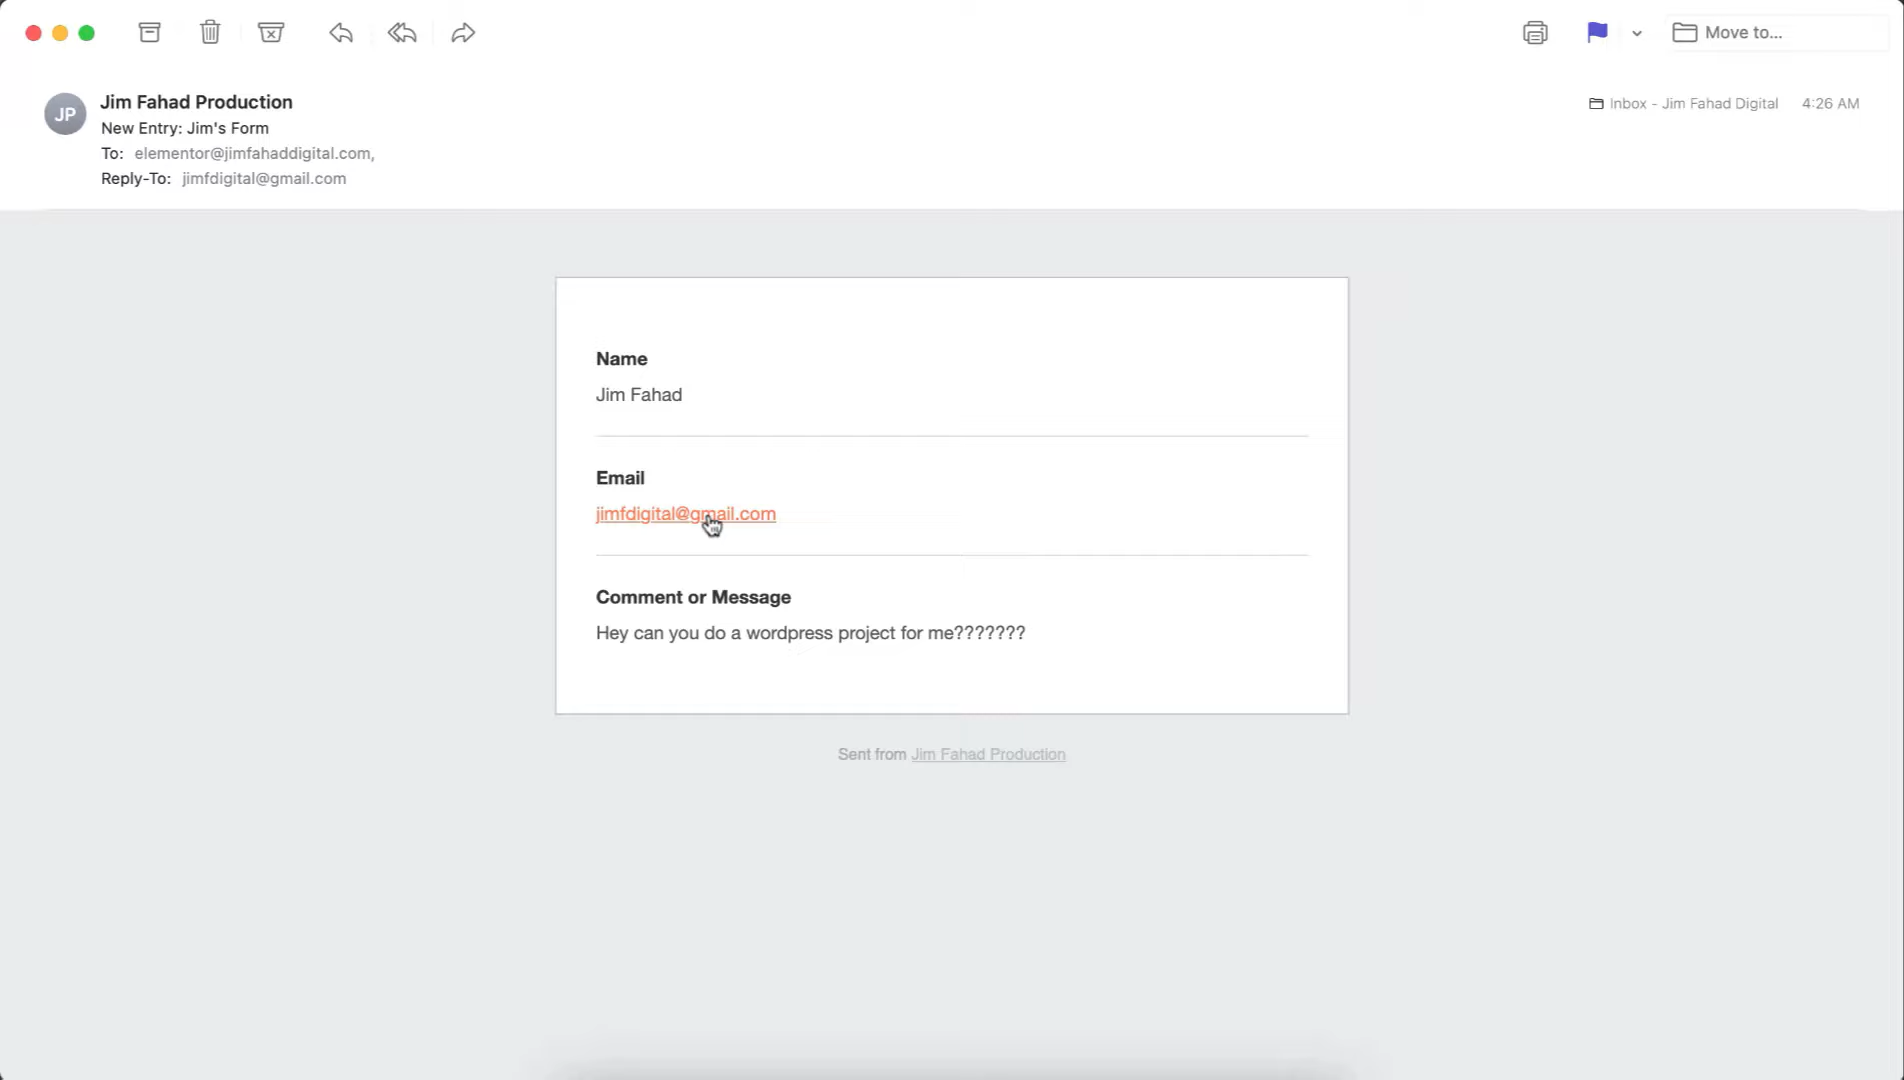 Move to...
JP
Jim Fahad Production
Inbox - Jim Fahad Digital 4:26 AM
New Entry: Jim's Form
To: elementor@jimfahaddigital.com,
Reply-To: jimfdigital@gmail.com
Name
Jim Fahad
Email
jimfdigital@gmail.com
Comment or Message
Hey can you do a wordpress project for me???????
Sent from Jim Fahad Production